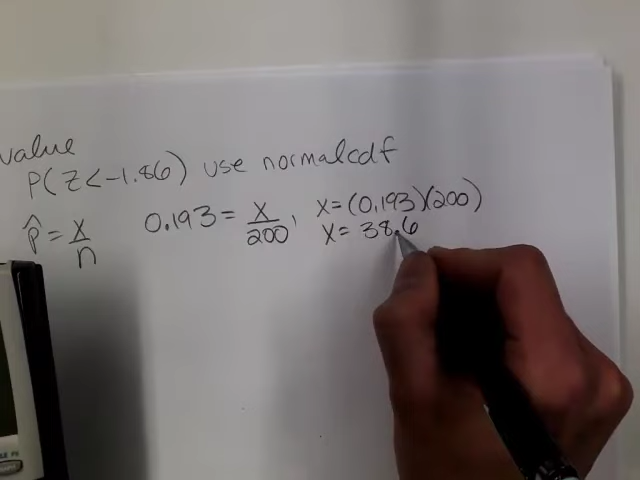 value
P(Z<-1.86) use normalcdf
p̂ = x/n 0.193 = x/200, x = (0.193)(200)
x = 38.6